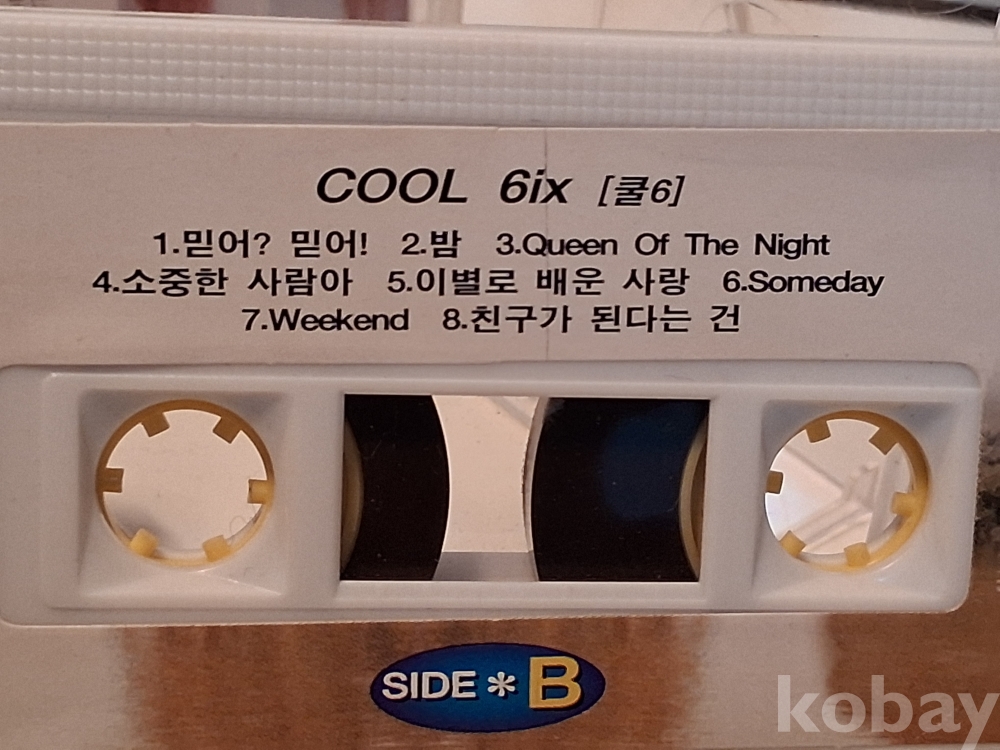 COOL 6ix [쿨6]
1.믿어? 믿어! 2.밤 3.Queen Of The Night
4.소중한 사람아 5.이별로 배운 사랑 6.Someday
7.Weekend 8.친구가 된다는 건
SIDE * B
kobay